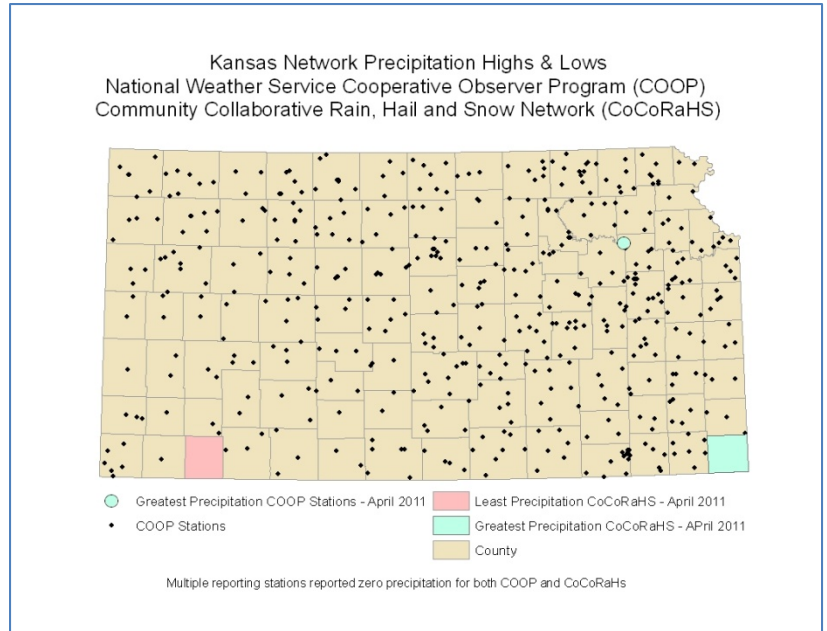 Kansas Network Precipitation Highs & Lows
National Weather Service Cooperative Observer Program (COOP)
Community Collaborative Rain, Hail and Snow Network (CoCoRaHS)
Greatest Precipitation COOP Stations - April 2011
COOP Stations
Least Precipitation CoCoRaHS - April 2011
Greatest Precipitation CoCoRaHS - APril 2011
County
Multiple reporting stations reported zero precipitation for both COOP and CoCoRaHs